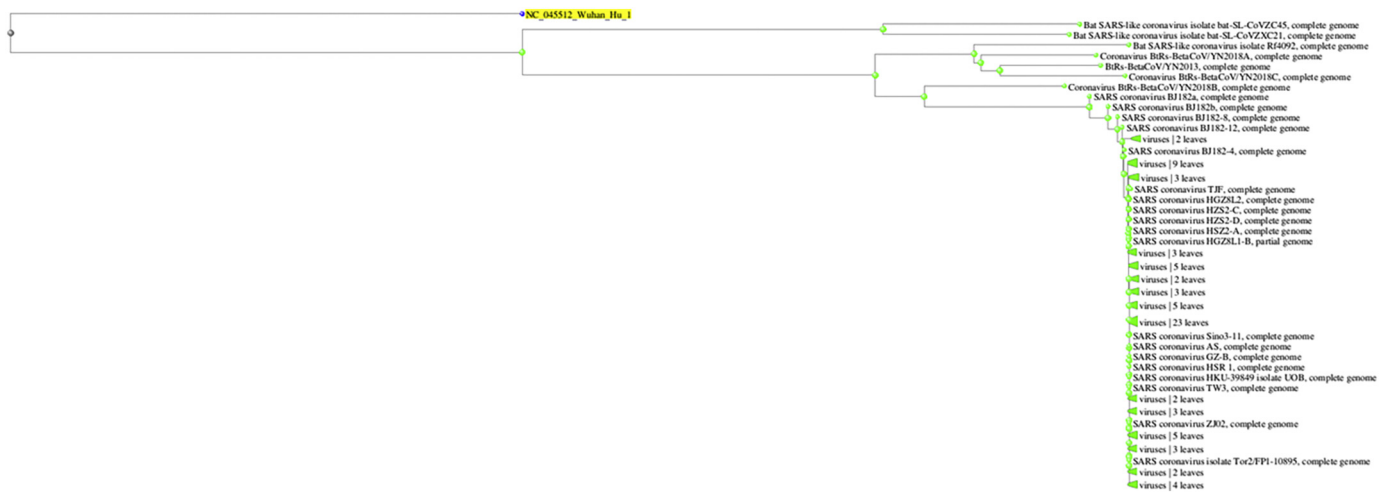 NC_045512_Wuhan_Hu_1
Bat SARS-like coronavirus isolate bat-SL-CoVZC45, complete genome
Bat SARS-like coronavirus isolate bat-SL-CoVZXC21, complete genome
Bat SARS-like coronavirus isolate Rf4092, complete genome
Coronavirus BtRs-BetaCoV/YN2018A, complete genome
BtRs-BetaCoV/YN2013, complete genome
Coronavirus BtRs-BetaCoV/YN2018C, complete genome
Coronavirus BtRs-BetaCoV/YN2018B, complete genome
SARS coronavirus BJ182a, complete genome
SARS coronavirus BJ182b, complete genome
SARS coronavirus BJ182-8, complete genome
SARS coronavirus BJ182-12, complete genome
viruses | 2 leaves
SARS coronavirus BJ182-4, complete genome
viruses | 9 leaves
viruses | 3 leaves
SARS coronavirus TJF, complete genome
SARS coronavirus HGZ8L2, complete genome
SARS coronavirus HZS2-C, complete genome
SARS coronavirus HZS2-D, complete genome
SARS coronavirus HSZ2-A, complete genome
SARS coronavirus HGZ8L1-B, partial genome
viruses | 3 leaves
viruses | 5 leaves
viruses | 2 leaves
viruses | 3 leaves
viruses | 5 leaves
viruses | 23 leaves
SARS coronavirus Sino3-11, complete genome
SARS coronavirus AS, complete genome
SARS coronavirus GZ-B, complete genome
SARS coronavirus HSR 1, complete genome
SARS coronavirus HKU-39849 isolate UOB, complete genome
SARS coronavirus TW3, complete genome
viruses | 2 leaves
viruses | 3 leaves
SARS coronavirus ZJ02, complete genome
viruses | 5 leaves
viruses | 3 leaves
SARS coronavirus isolate Tor2/FP1-10895, complete genome
viruses | 2 leaves
viruses | 4 leaves